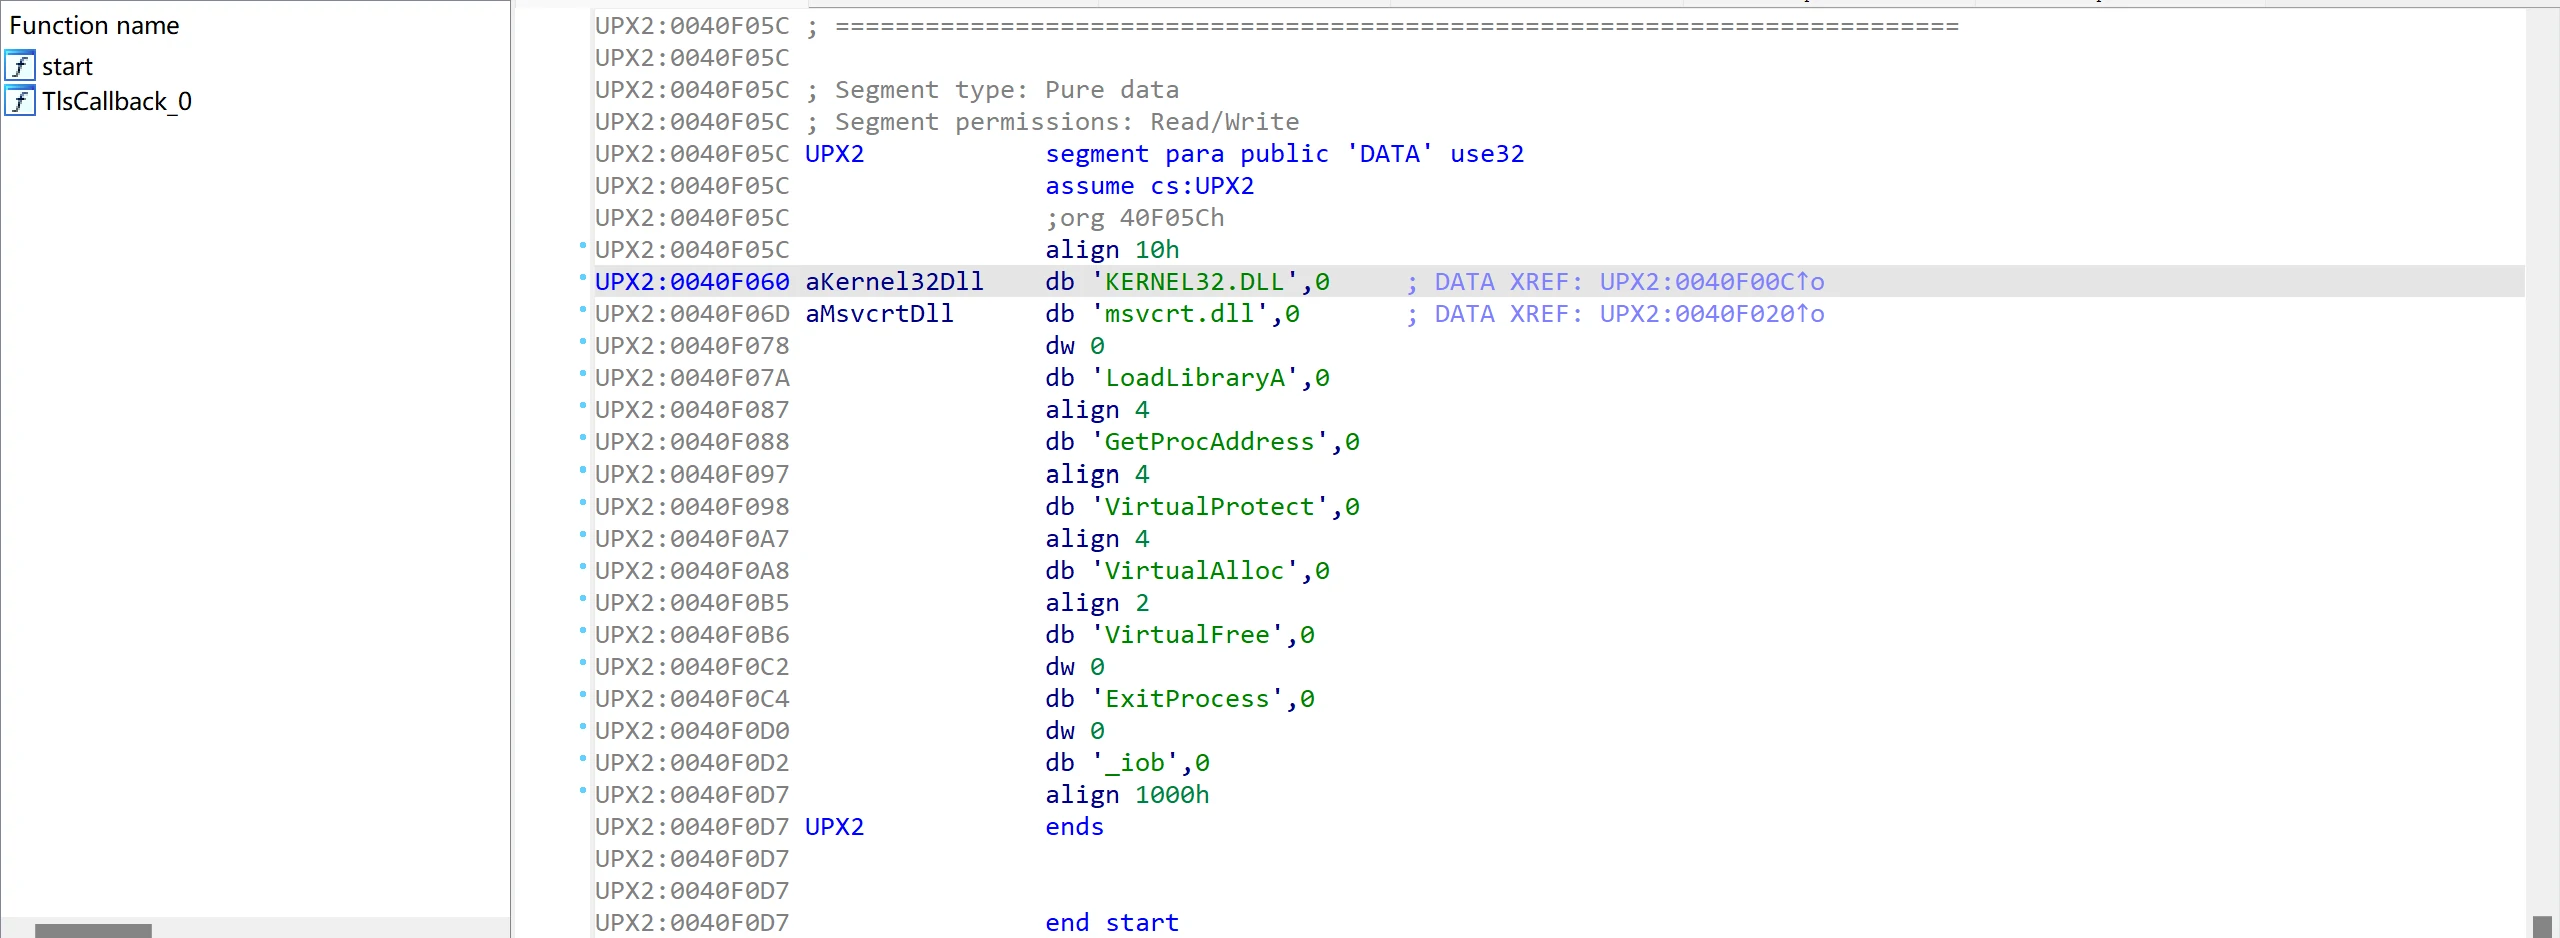 Function name
start
TlsCallback_0
UPX2:0040F05C ; ===========================================================================
UPX2:0040F05C
UPX2:0040F05C ; Segment type: Pure data
UPX2:0040F05C ; Segment permissions: Read/Write
UPX2:0040F05C UPX2            segment para public 'DATA' use32
UPX2:0040F05C                 assume cs:UPX2
UPX2:0040F05C                 ;org 40F05Ch
UPX2:0040F05C                 align 10h
UPX2:0040F060 aKernel32Dll    db 'KERNEL32.DLL',0     ; DATA XREF: UPX2:0040F00C↑o
UPX2:0040F06D aMsvcrtDll      db 'msvcrt.dll',0       ; DATA XREF: UPX2:0040F020↑o
UPX2:0040F078                 dw 0
UPX2:0040F07A                 db 'LoadLibraryA',0
UPX2:0040F087                 align 4
UPX2:0040F088                 db 'GetProcAddress',0
UPX2:0040F097                 align 4
UPX2:0040F098                 db 'VirtualProtect',0
UPX2:0040F0A7                 align 4
UPX2:0040F0A8                 db 'VirtualAlloc',0
UPX2:0040F0B5                 align 2
UPX2:0040F0B6                 db 'VirtualFree',0
UPX2:0040F0C2                 dw 0
UPX2:0040F0C4                 db 'ExitProcess',0
UPX2:0040F0D0                 dw 0
UPX2:0040F0D2                 db '_iob',0
UPX2:0040F0D7                 align 1000h
UPX2:0040F0D7 UPX2            ends
UPX2:0040F0D7
UPX2:0040F0D7
UPX2:0040F0D7                 end start